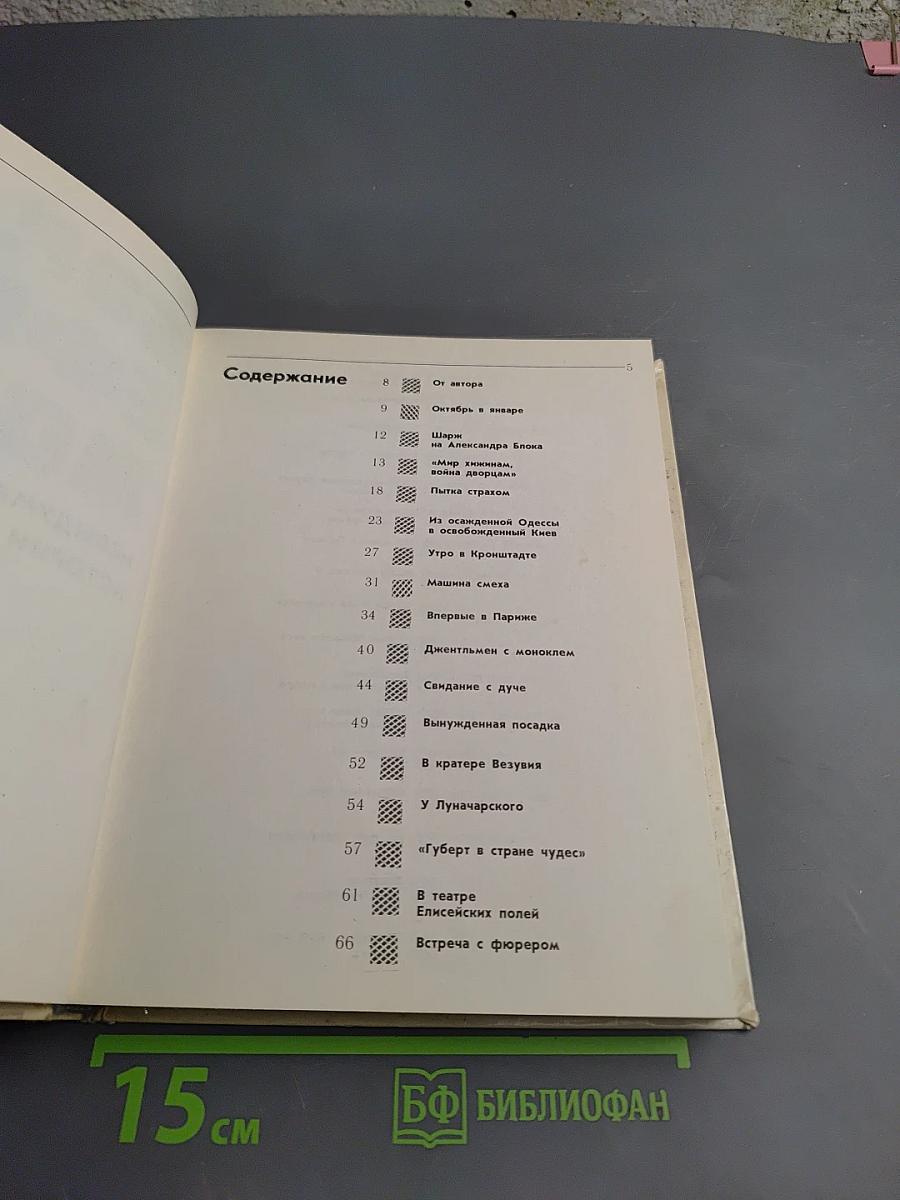 5
Содержание
8 От автора
9 Октябрь в январе
12 Шарж
на Александра Блока
13 «Мир хижинам,
война дворцам»
18 Пытка страхом
23 Из осажденной Одессы
в освобожденный Киев
27 Утро в Кронштадте
31 Машина смеха
34 Впервые в Париже
40 Джентльмен с моноклем
44 Свидание с дуче
49 Вынужденная посадка
52 В кратере Везувия
54 У Луначарского
57 «Губерт в стране чудес»
61 В театре
Елисейских полей
66 Встреча с фюрером
15 см
БФ БИБЛИОФАН